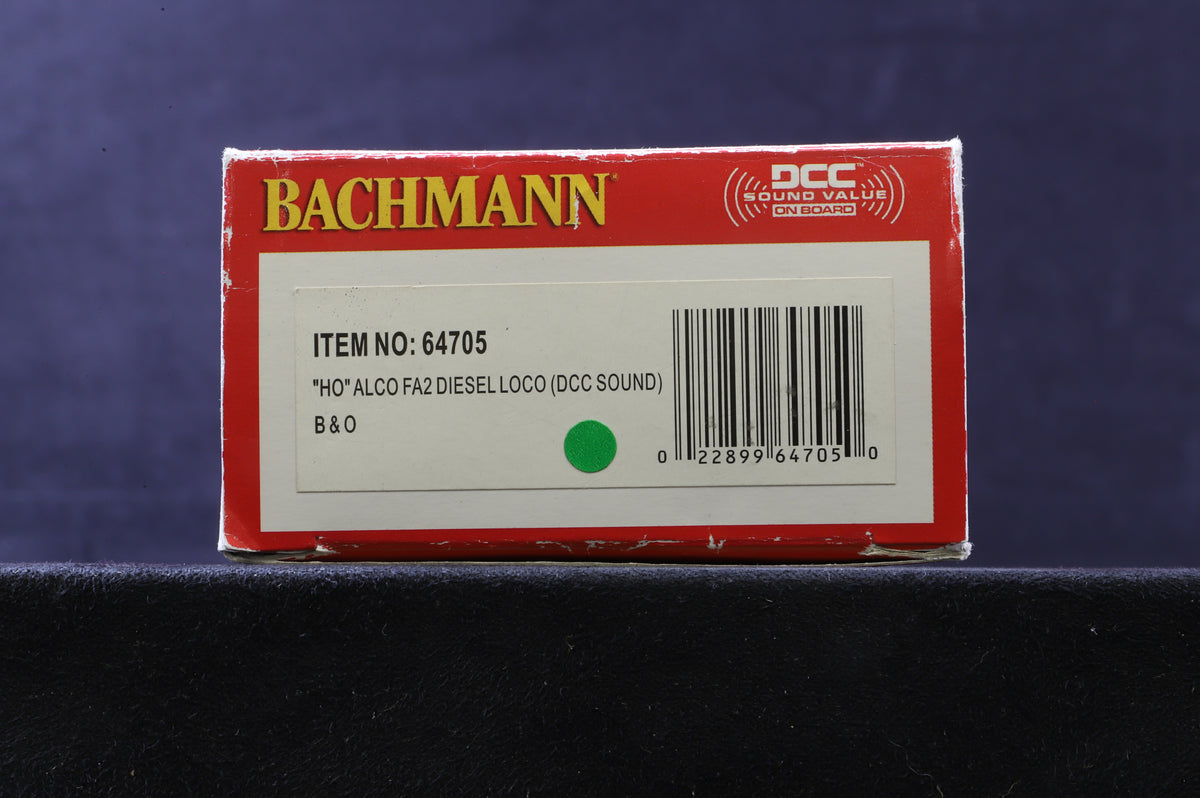 BACHMANN
DCC™
SOUND VALUE
ON BOARD
ITEM NO: 64705
"HO" ALCO FA2 DIESEL LOCO (DCC SOUND)
B & O
0 22899 64705 0